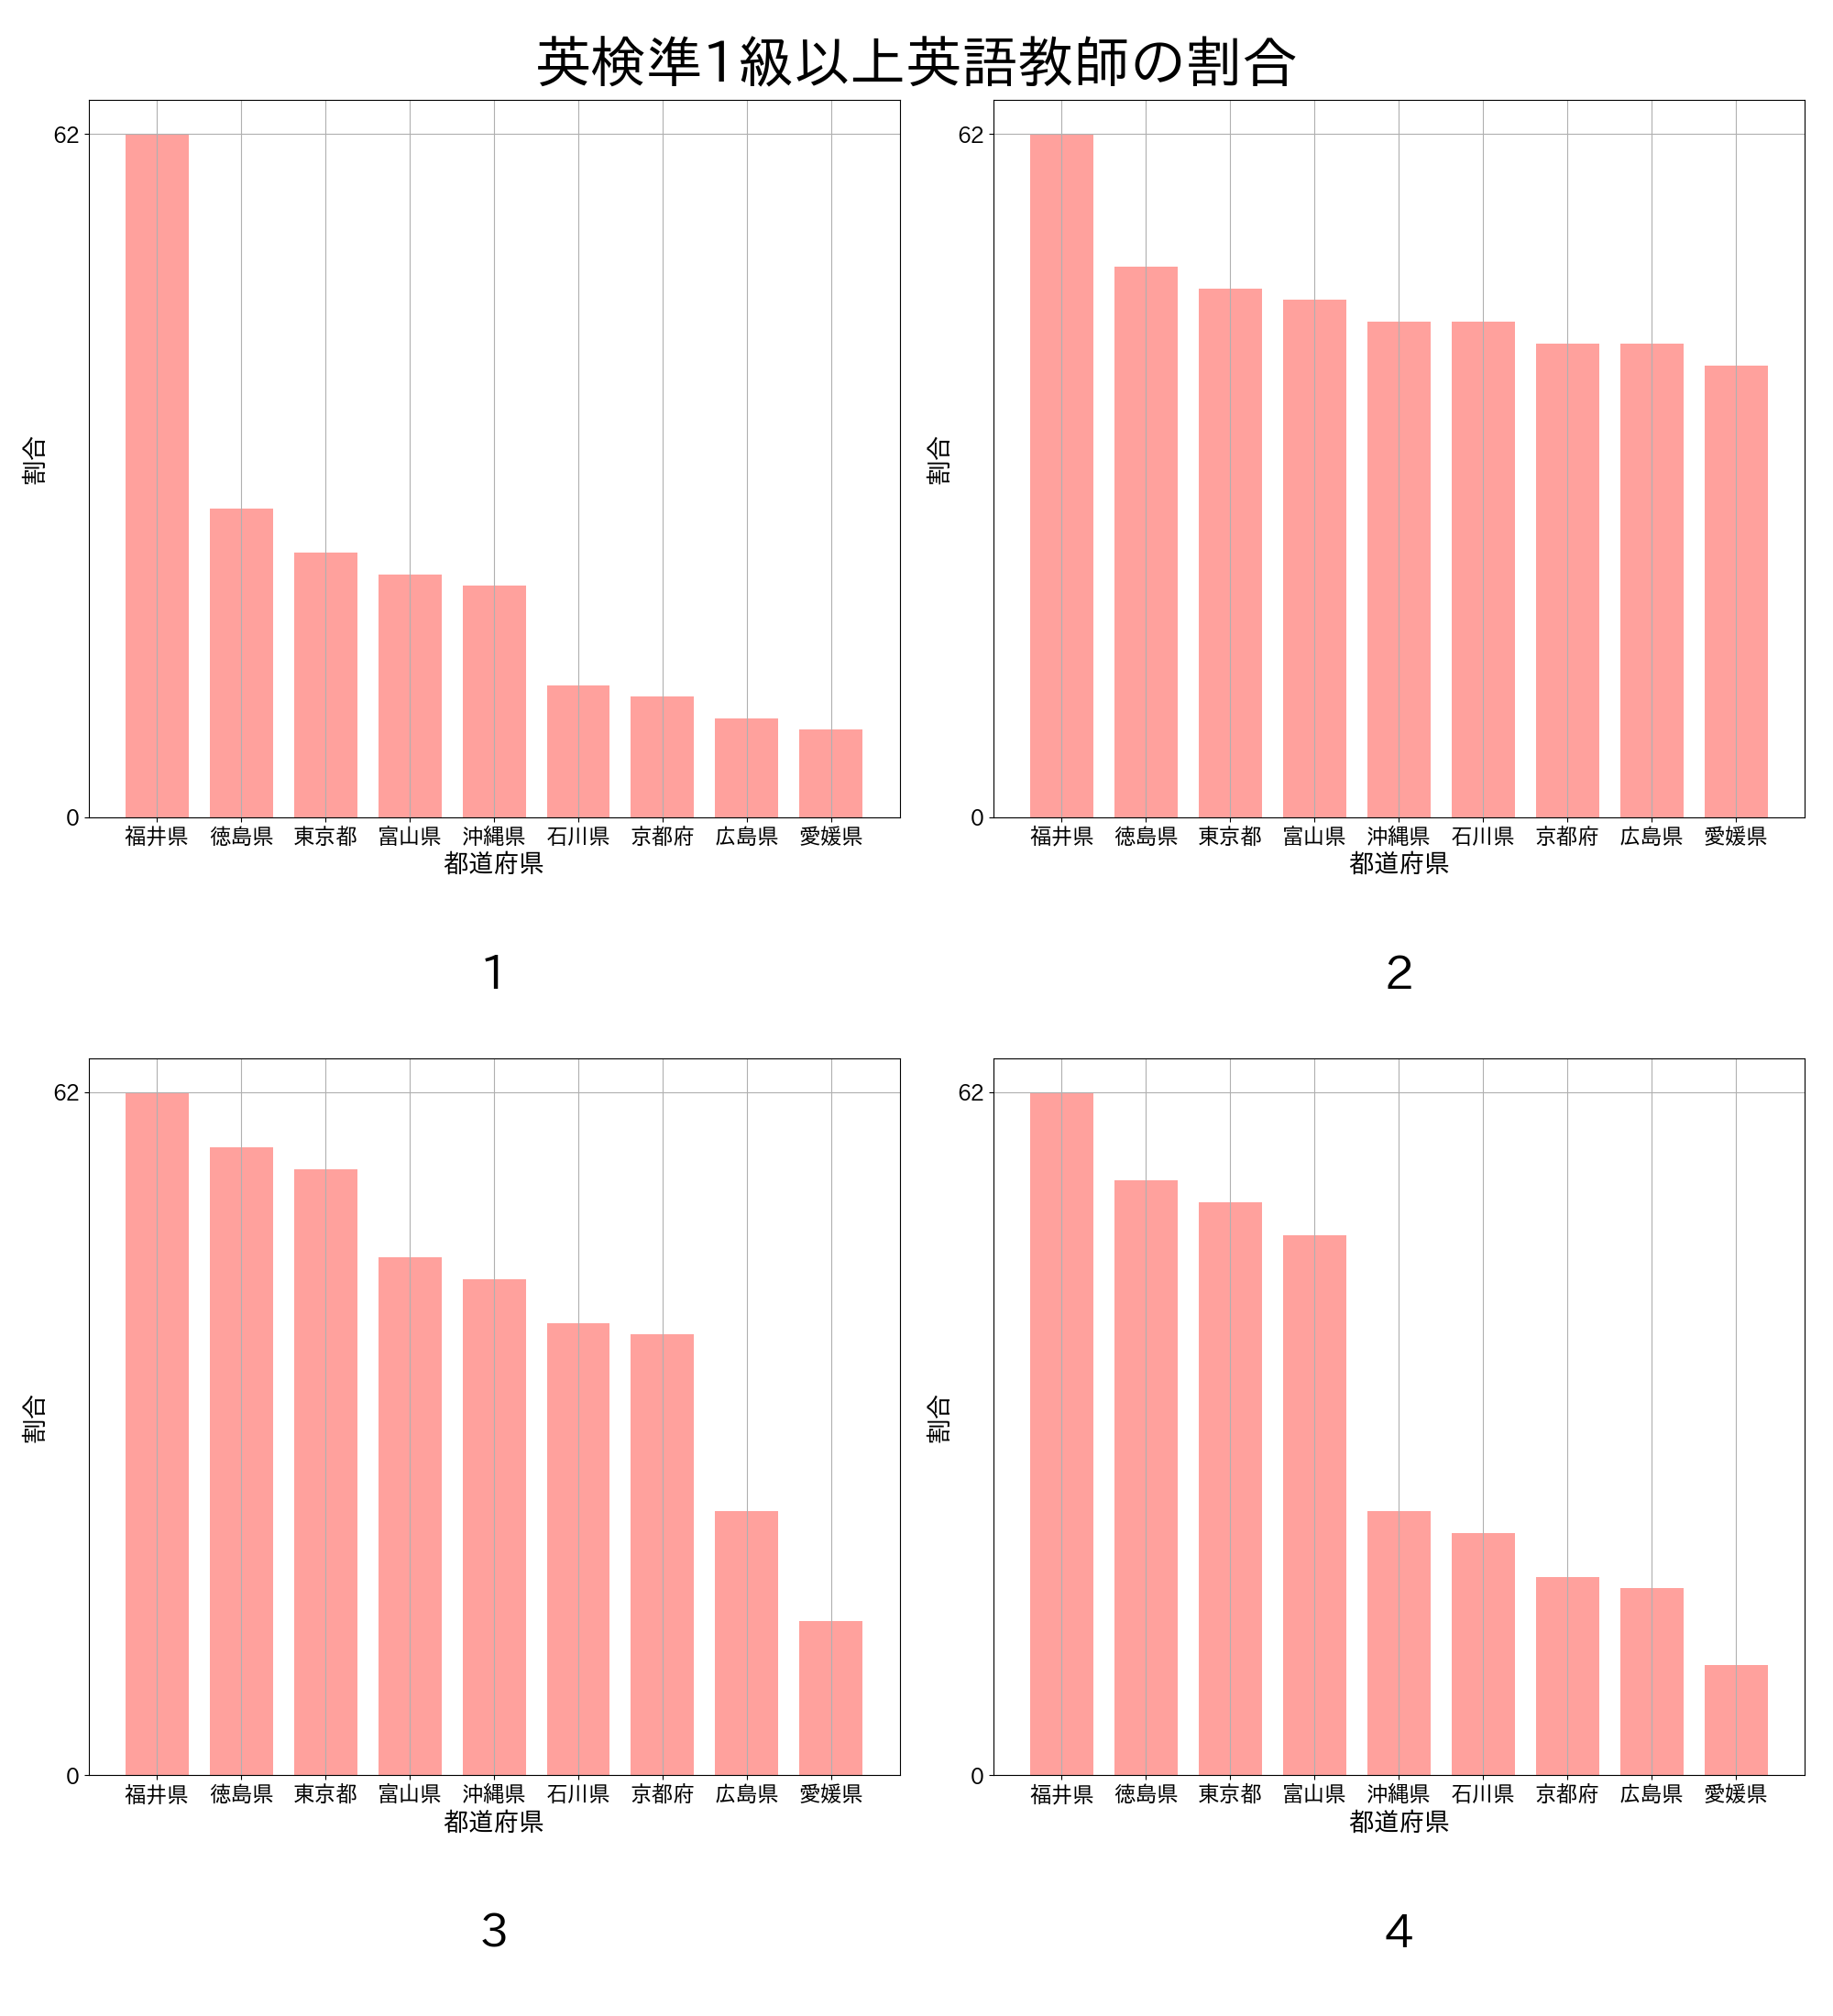 英検準1級以上英語教師の割合
62
割合
0
福井県 徳島県 東京都 富山県 沖縄県 石川県 京都府 広島県 愛媛県
都道府県
1
62
割合
0
福井県 徳島県 東京都 富山県 沖縄県 石川県 京都府 広島県 愛媛県
都道府県
2
62
割合
0
福井県 徳島県 東京都 富山県 沖縄県 石川県 京都府 広島県 愛媛県
都道府県
3
62
割合
0
福井県 徳島県 東京都 富山県 沖縄県 石川県 京都府 広島県 愛媛県
都道府県
4